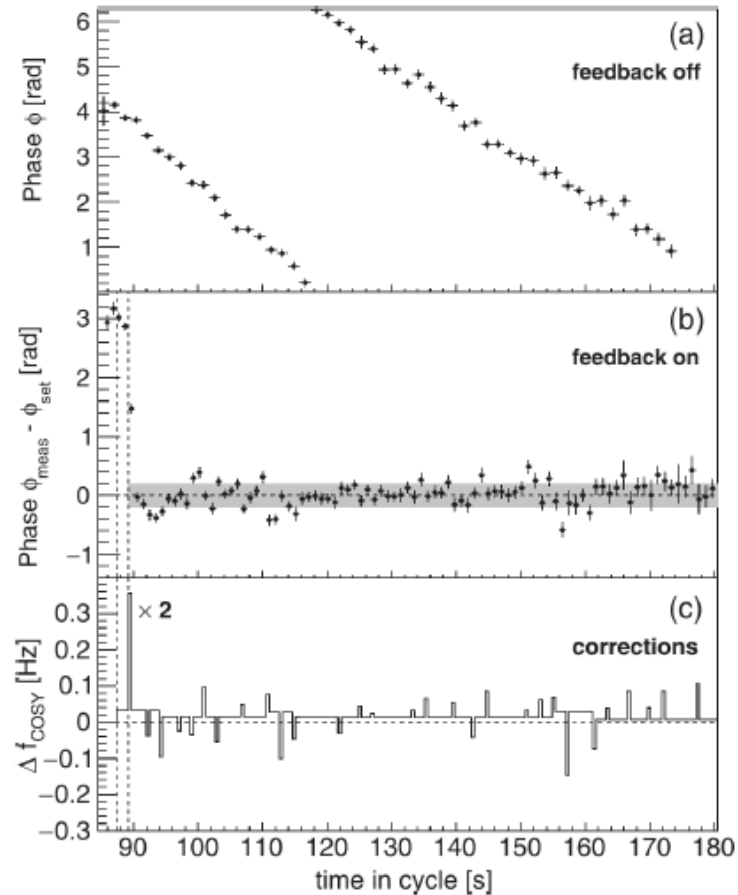 6
5
4
3
2
1
Phase ϕ [rad]
(a)
feedback off
3
2
1
0
−1
Phase ϕmeas - ϕset [rad]
(b)
feedback on
0.3
0.2
0.1
0
−0.1
−0.2
−0.3
Δ fCOSY [Hz]
× 2
(c)
corrections
90 100 110 120 130 140 150 160 170 180
time in cycle [s]